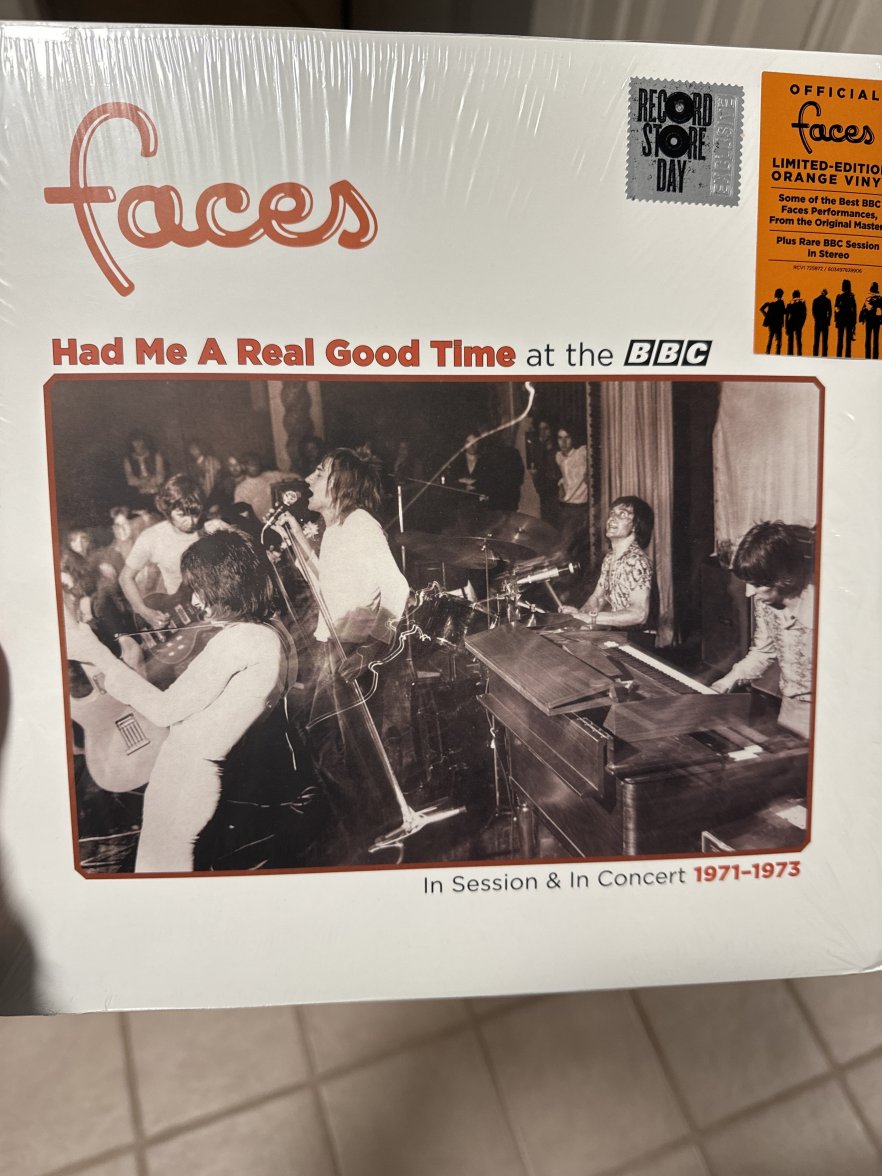 faces
RECORD
STORE
DAY
OFFICIAL
faces
LIMITED-EDITION
ORANGE VINY
Some of the Best BBC
Faces Performances,
From the Original Master
Plus Rare BBC Session
in Stereo
Had Me A Real Good Time at the BBC
In Session & In Concert 1971–1973